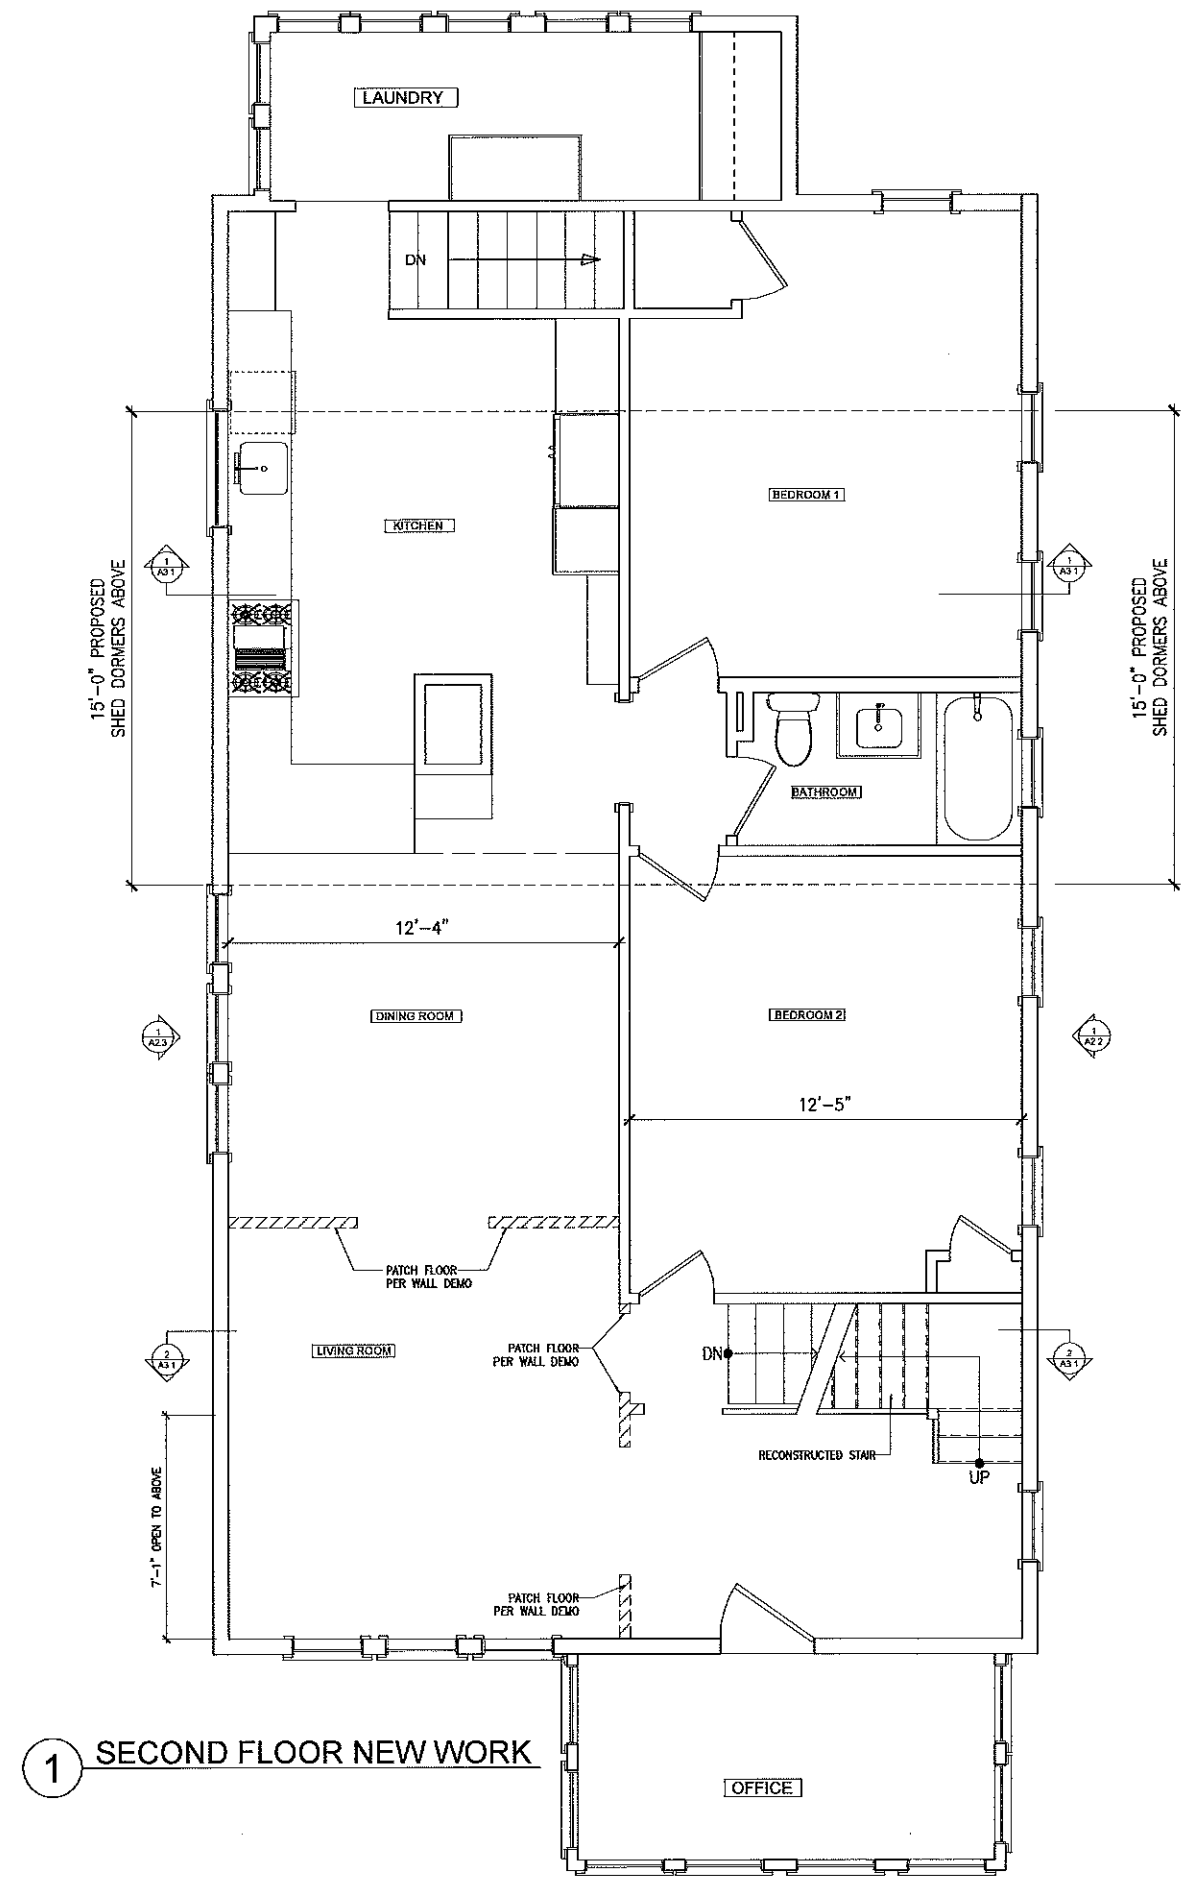 LAUNDRY
DN
BEDROOM 1
KITCHEN
1
A3.1
1
A3.1
15'-0" PROPOSED
SHED DORMERS ABOVE
15'-0" PROPOSED
SHED DORMERS ABOVE
BATHROOM
12'-4"
DINING ROOM
BEDROOM 2
1
A2.3
1
A2.2
12'-5"
PATCH FLOOR
PER WALL DEMO
LIVING ROOM
PATCH FLOOR
PER WALL DEMO
DN
2
A3.1
2
A3.1
RECONSTRUCTED STAIR
UP
7'-1" OPEN TO ABOVE
PATCH FLOOR
PER WALL DEMO
1 SECOND FLOOR NEW WORK
OFFICE